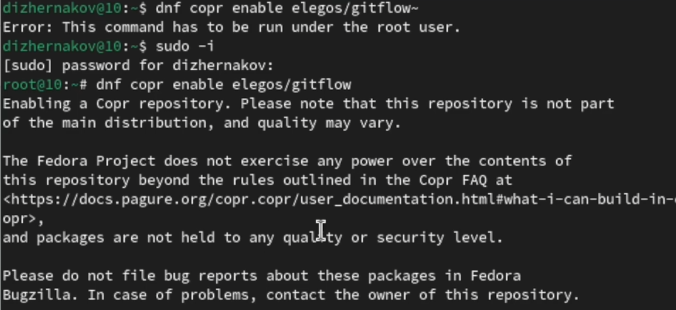 dizhernakov@10:~$ dnf copr enable elegos/gitflow~
Error: This command has to be run under the root user.
dizhernakov@10:~$ sudo -i
[sudo] password for dizhernakov:
root@10:~# dnf copr enable elegos/gitflow
Enabling a Copr repository. Please note that this repository is not part
of the main distribution, and quality may vary.

The Fedora Project does not exercise any power over the contents of
this repository beyond the rules outlined in the Copr FAQ at
<https://docs.pagure.org/copr.copr/user_documentation.html#what-i-can-build-in-
opr>,
and packages are not held to any quality or security level.

Please do not file bug reports about these packages in Fedora
Bugzilla. In case of problems, contact the owner of this repository.